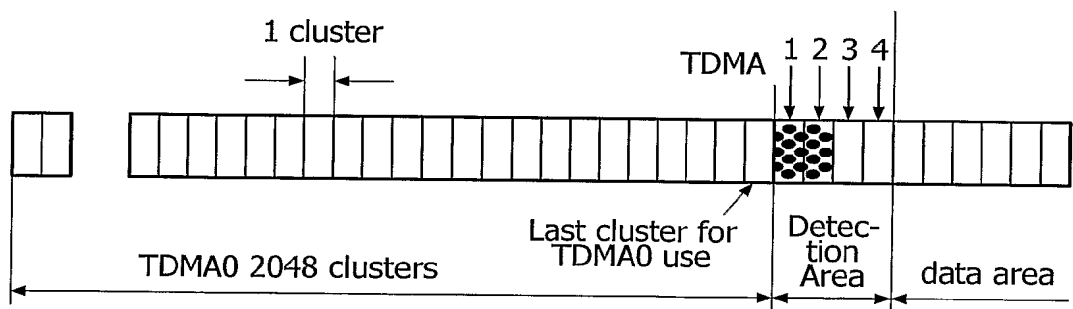 1 cluster
TDMA 1 2 3 4
Last cluster for
TDMA0 use
Detec-
tion
Area
TDMA0 2048 clusters
data area